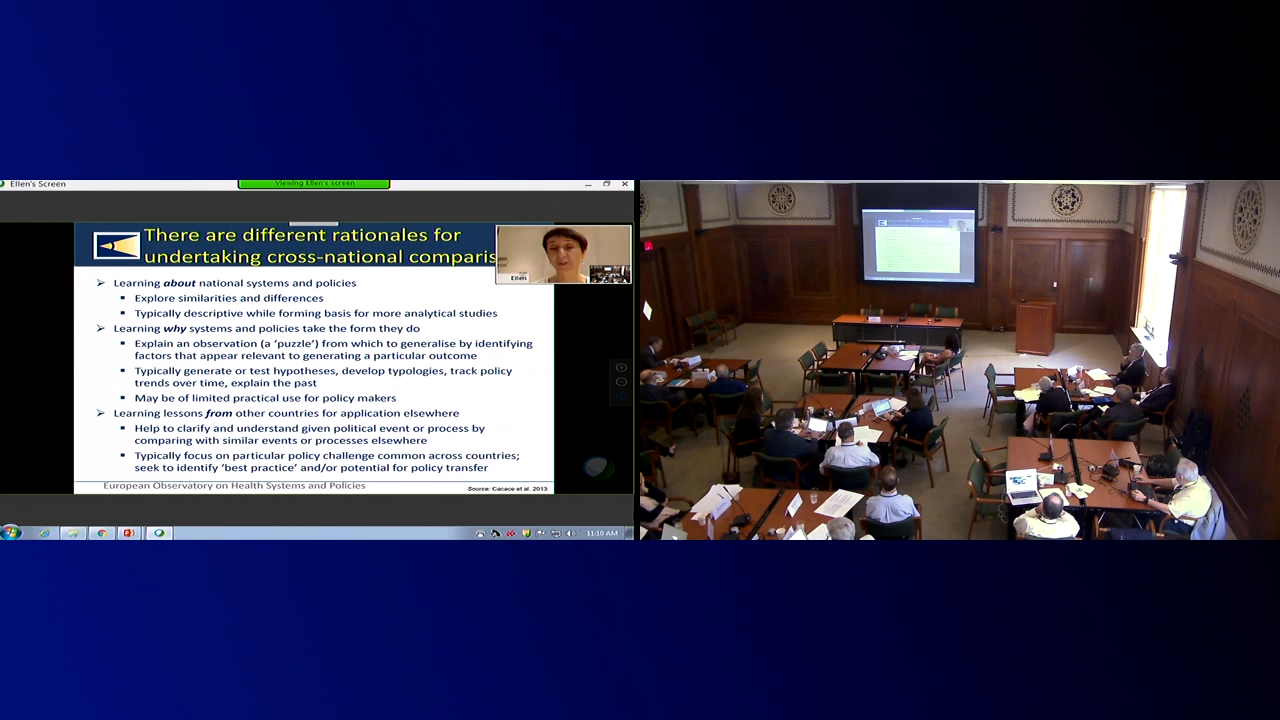 Ellen's Screen
Viewing Ellen's screen
There are different rationales for
undertaking cross-national comparis
Ellen
Learning about national systems and policies
Explore similarities and differences
Typically descriptive while forming basis for more analytical studies
Learning why systems and policies take the form they do
Explain an observation (a ‘puzzle’) from which to generalise by identifying
factors that appear relevant to generating a particular outcome
Typically generate or test hypotheses, develop typologies, track policy
trends over time, explain the past
May be of limited practical use for policy makers
Learning lessons from other countries for application elsewhere
Help to clarify and understand given political event or process by
comparing with similar events or processes elsewhere
Typically focus on particular policy challenge common across countries;
seek to identify ‘best practice’ and/or potential for policy transfer
European Observatory on Health Systems and Policies
Source: Cacace et al. 2013
11:10 AM